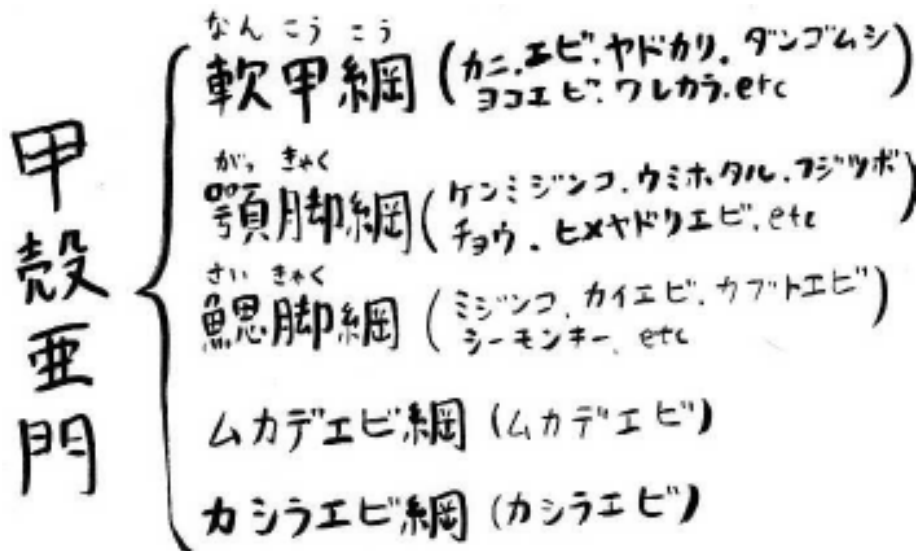 甲殻亜門
なんこうこう
軟甲綱(カニ.エビ.ヤドカリ.ダンゴムシ
ヨコエビ.ワレカラ.etc)
がっきゃく
顎脚綱(ケンミジンコ.ウミホタル.フジツボ
チョウ.ヒメヤドリエビ.etc)
さいきゃく
鰓脚綱(ミジンコ.カイエビ.カブトエビ
シーモンキー.etc)
ムカデエビ綱(ムカデエビ)
カシラエビ綱(カシラエビ)